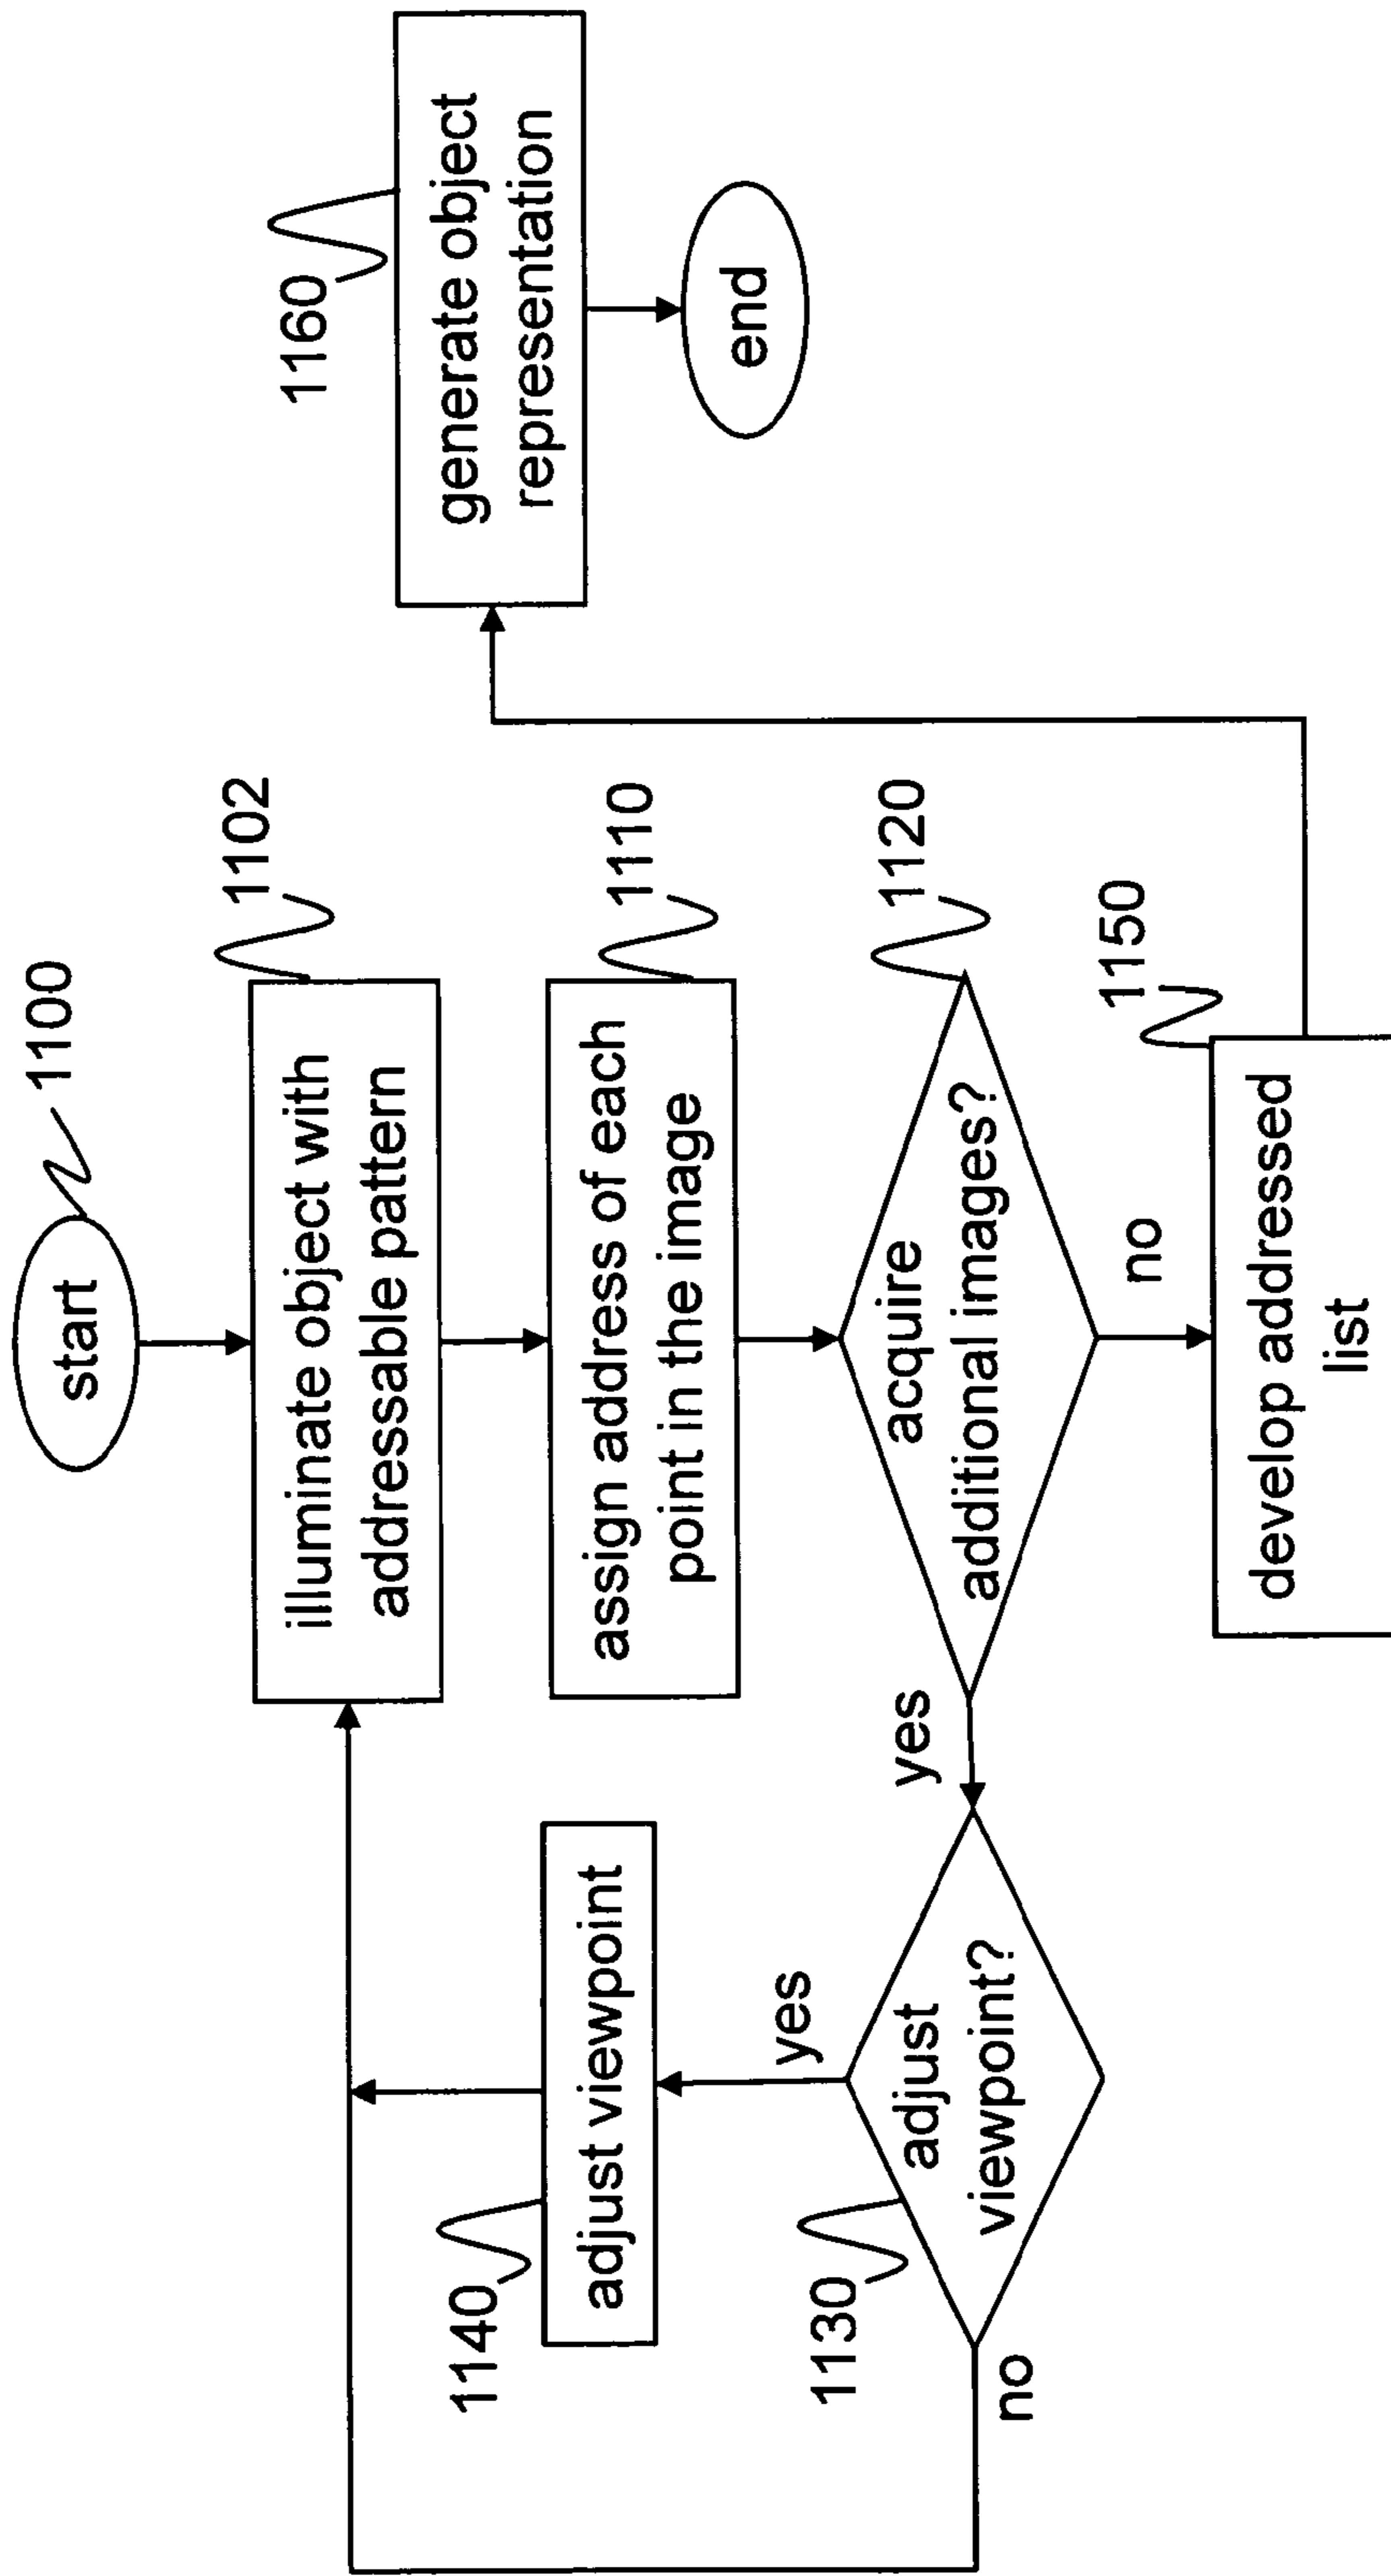 start
1100
illuminate object with
addressable pattern
1102
assign address of each
point in the image
1110
acquire
additional images?
1120
yes
no
adjust
viewpoint?
1130
yes
no
adjust viewpoint
1140
develop addressed
list
1150
generate object
representation
1160
end